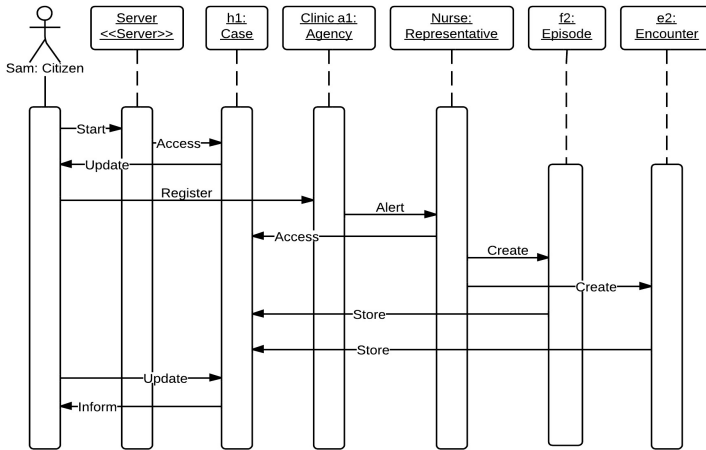 Server
<<Server>>
h1:
Case
Clinic a1:
Agency
Nurse:
Representative
f2:
Episode
e2:
Encounter
Sam: Citizen
Start
Access
Update
Register
Alert
Access
Create
Create
Store
Store
Update
Inform